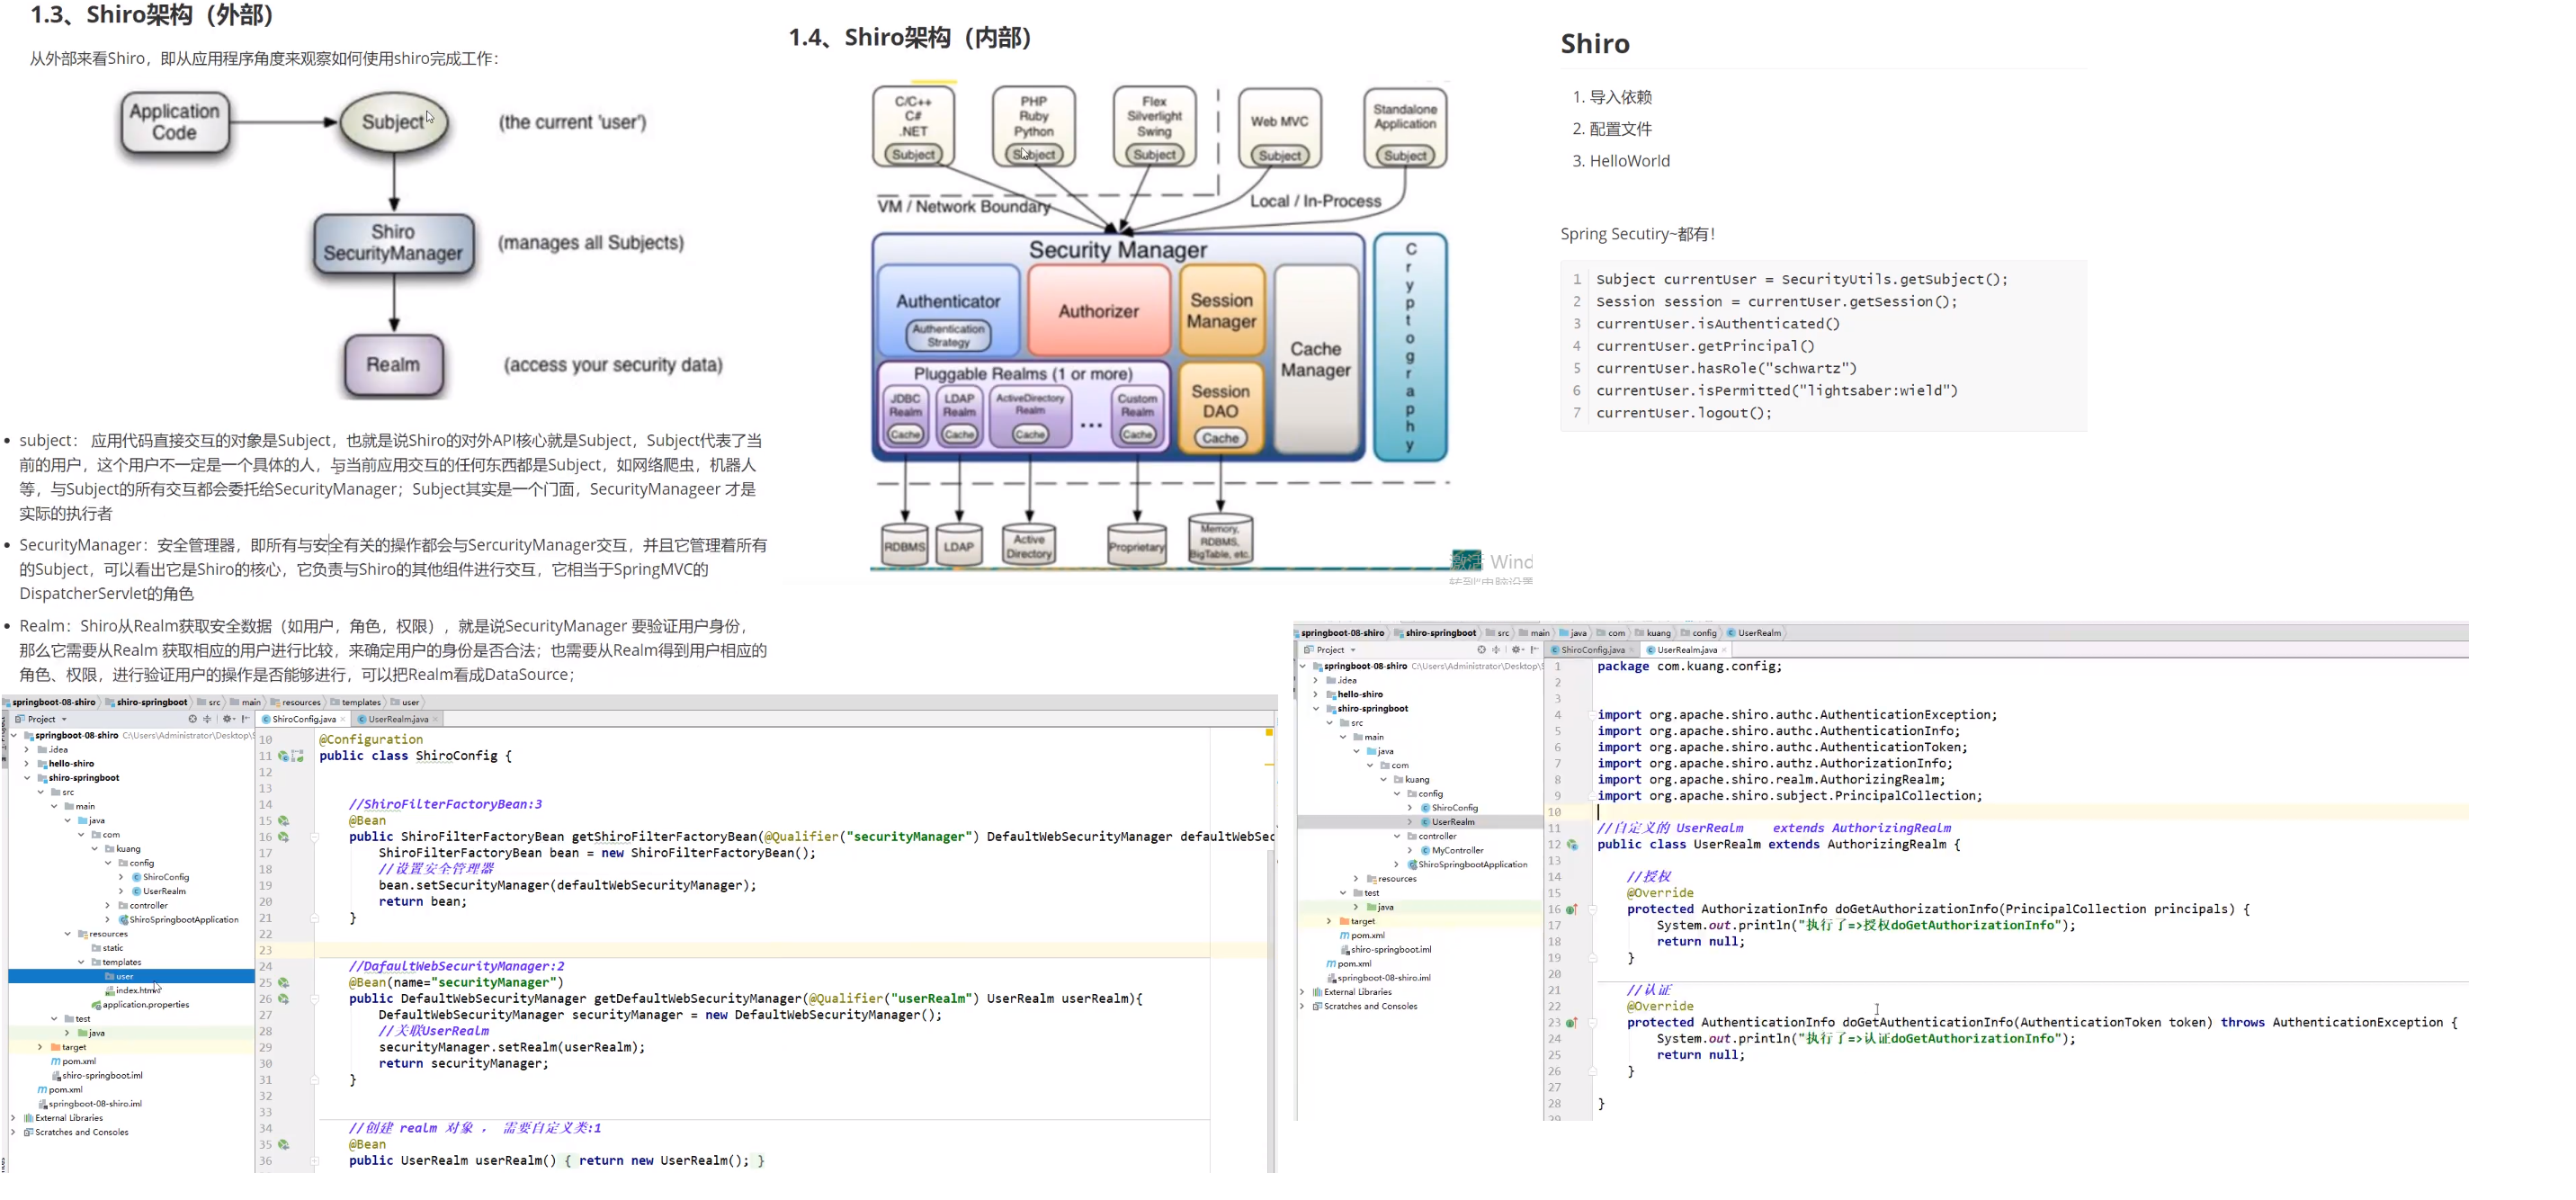 1.3、Shiro架构（外部）
从外部来看Shiro，即从应用程序角度来观察如何使用shiro完成工作：
Application
Code
Subject
(the current 'user')
Shiro
SecurityManager
(manages all Subjects)
Realm
(access your security data)
subject： 应用代码直接交互的对象是Subject，也就是说Shiro的对外API核心就是Subject，Subject代表了当
前的用户，这个用户不一定是一个具体的人，与当前应用交互的任何东西都是Subject，如网络爬虫，机器人
等，与Subject的所有交互都会委托给SecurityManager；Subject其实是一个门面，SecurityManageer 才是
实际的执行者
SecurityManager：安全管理器，即所有与安全有关的操作都会与SercurityManager交互，并且它管理着所有
的Subject，可以看出它是Shiro的核心，它负责与Shiro的其他组件进行交互，它相当于SpringMVC的
DispatcherServlet的角色
Realm：Shiro从Realm获取安全数据（如用户，角色，权限），就是说SecurityManager 要验证用户身份，
那么它需要从Realm 获取相应的用户进行比较，来确定用户的身份是否合法；也需要从Realm得到用户相应的
角色、权限，进行验证用户的操作是否能够进行，可以把Realm看成DataSource；
1.4、Shiro架构（内部）
C/C++
C#
.NET
Subject
PHP
Ruby
Python
Subject
Flex
Silverlight
Swing
Subject
Web MVC
Subject
Standalone
Application
Subject
VM / Network Boundary
Local / In-Process
Security Manager
Authenticator
Authentication
Strategy
Authorizer
Session
Manager
Cache
Manager
Cryptography
Pluggable Realms (1 or more)
JDBC
Realm
Cache
LDAP
Realm
Cache
ActiveDirectory
Realm
Cache
...
Custom
Realm
Cache
Session
DAO
Cache
RDBMS
LDAP
Active
Directory
Proprietary
Memory,
RDBMS,
BigTable, etc.
激活 Wind
Shiro
1. 导入依赖
2. 配置文件
3. HelloWorld
Spring Secutiry~都有！
1 Subject currentUser = SecurityUtils.getSubject();
2 Session session = currentUser.getSession();
3 currentUser.isAuthenticated()
4 currentUser.getPrincipal()
5 currentUser.hasRole("schwartz")
6 currentUser.isPermitted("lightsaber:wield")
7 currentUser.logout();
springboot-08-shiro shiro-springboot src main resources templates user
Project
ShiroConfig.java UserRealm.java
springboot-08-shiro C:\Users\Administrator\Desktop\S
.idea
hello-shiro
shiro-springboot
src
main
java
com
kuang
config
ShiroConfig
UserRealm
controller
ShiroSpringbootApplication
resources
static
templates
user
index.html
application.properties
test
java
target
pom.xml
shiro-springboot.iml
pom.xml
springboot-08-shiro.iml
External Libraries
Scratches and Consoles
10 @Configuration
11 public class ShiroConfig {
12
13
14 //ShiroFilterFactoryBean:3
15 @Bean
16 public ShiroFilterFactoryBean getShiroFilterFactoryBean(@Qualifier("securityManager") DefaultWebSecurityManager defaultWebSec
17 ShiroFilterFactoryBean bean = new ShiroFilterFactoryBean();
18 //设置安全管理器
19 bean.setSecurityManager(defaultWebSecurityManager);
20 return bean;
21 }
22
23
24 //DafaultWebSecurityManager:2
25 @Bean(name="securityManager")
26 public DefaultWebSecurityManager getDefaultWebSecurityManager(@Qualifier("userRealm") UserRealm userRealm){
27 DefaultWebSecurityManager securityManager = new DefaultWebSecurityManager();
28 //关联UserRealm
29 securityManager.setRealm(userRealm);
30 return securityManager;
31 }
32
33
34 //创建 realm 对象 ， 需要自定义类:1
35 @Bean
36 public UserRealm userRealm() { return new UserRealm(); }
springboot-08-shiro shiro-springboot src main java com kuang config UserRealm
Project
ShiroConfig.java UserRealm.java
springboot-08-shiro C:\Users\Administrator\Desktop\S
.idea
hello-shiro
shiro-springboot
src
main
java
com
kuang
config
ShiroConfig
UserRealm
controller
MyController
ShiroSpringbootApplication
resources
test
java
target
pom.xml
shiro-springboot.iml
pom.xml
springboot-08-shiro.iml
External Libraries
Scratches and Consoles
1 package com.kuang.config;
2
3
4 import org.apache.shiro.authc.AuthenticationException;
5 import org.apache.shiro.authc.AuthenticationInfo;
6 import org.apache.shiro.authc.AuthenticationToken;
7 import org.apache.shiro.authz.AuthorizationInfo;
8 import org.apache.shiro.realm.AuthorizingRealm;
9 import org.apache.shiro.subject.PrincipalCollection;
10
11 //自定义的 UserRealm extends AuthorizingRealm
12 public class UserRealm extends AuthorizingRealm {
13
14 //授权
15 @Override
16 protected AuthorizationInfo doGetAuthorizationInfo(PrincipalCollection principals) {
17 System.out.println("执行了=>授权doGetAuthorizationInfo");
18 return null;
19 }
20
21 //认证
22 @Override
23 protected AuthenticationInfo doGetAuthenticationInfo(AuthenticationToken token) throws AuthenticationException {
24 System.out.println("执行了=>认证doGetAuthorizationInfo");
25 return null;
26 }
27
28 }